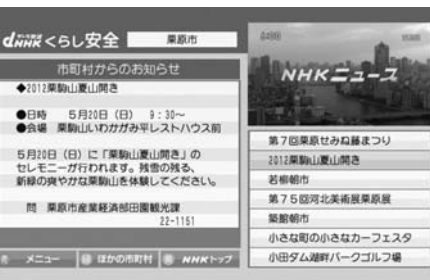 dNHK くらし安全 栗原市
市町村からのお知らせ
◆2012栗駒山夏山開き
●日時 5月20日(日) 9:30～
●会場 栗駒山いわかがみ平レストハウス前
5月20日(日)に「栗駒山夏山開き」の
セレモニーが行われます。残雪の残る、
新緑の爽やかな栗駒山を体験してください。
問 栗原市産業経済部田園観光課
22-1151
メニュー ほかの市町村 NHKトップ
NHKニュース
第7回栗原せみね藤まつり
2012栗駒山夏山開き
若柳朝市
第75回河北美術展栗原展
築館朝市
小さな町の小さなカーフェスタ
小田ダム湖畔パークゴルフ場